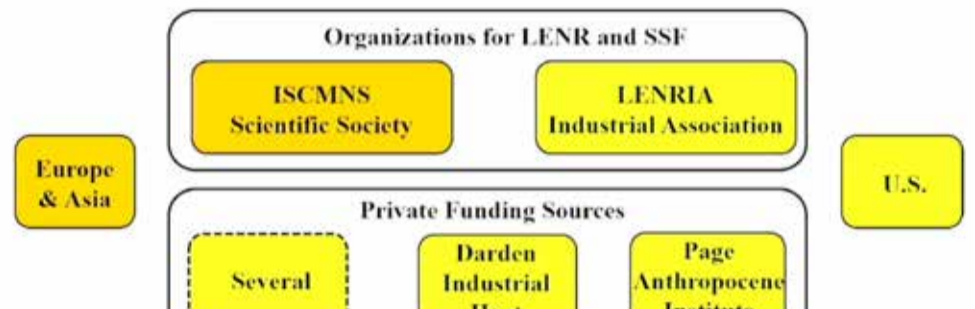 Organizations for LENR and SSF
ISCMNS
Scientific Society
LENRIA
Industrial Association
Europe
& Asia
U.S.
Private Funding Sources
Several
Darden
Industrial
Page
Anthropocene